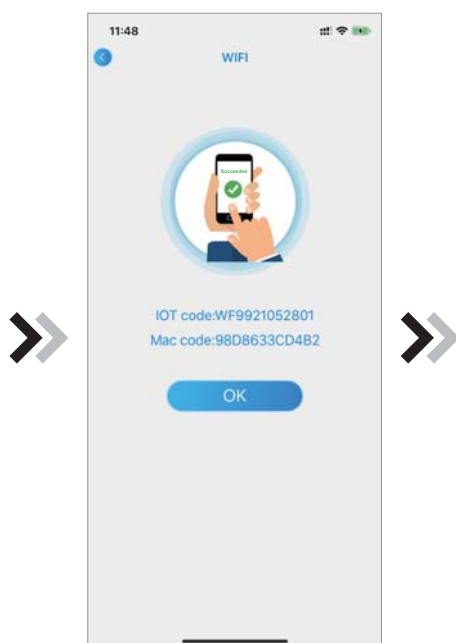 11:48
WIFI
Succeeded
IOT code:WF9921052801
Mac code:98D8633CD4B2
OK